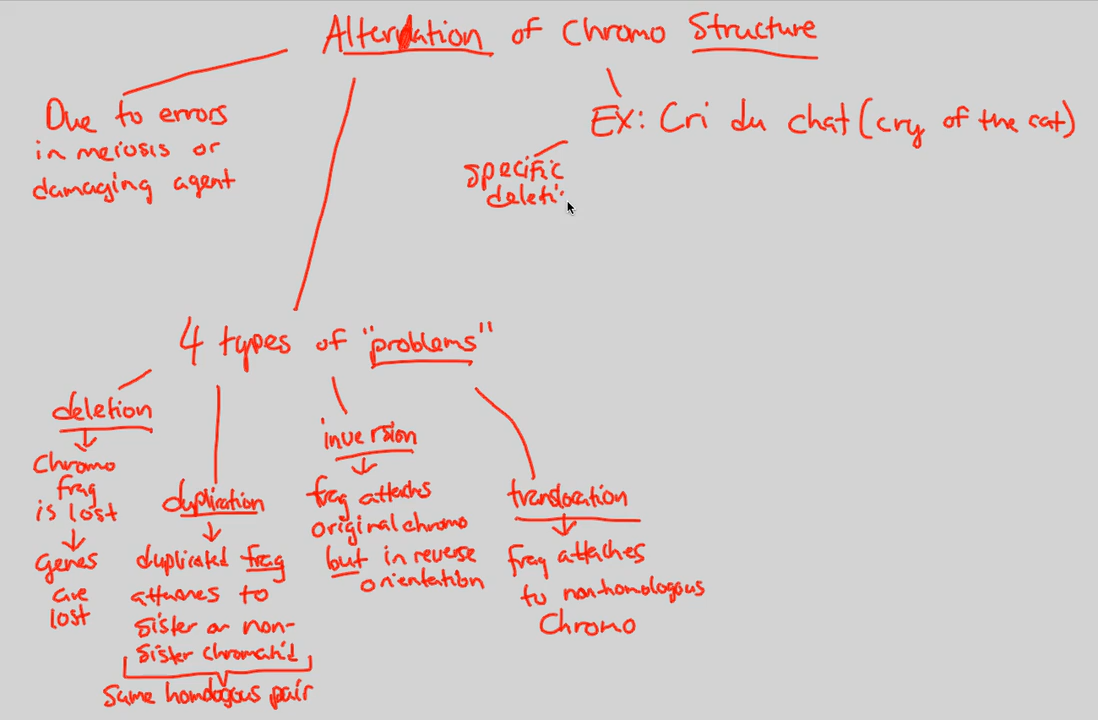 Alteration of Chromo Structure
Due to errors
in meiosis or
damaging agent
EX: Cri du chat (cry of the cat)
specific
deleti
4 types of "problems"
deletion
Chromo
frag
is lost
genes
are
lost
duplication
duplicated frag
attaches to
sister or non-
sister chromatid
same homologous pair
inversion
frag attachs
original chromo
but in reverse
orientation
translocation
frag attaches
to nonhomologous
Chromo